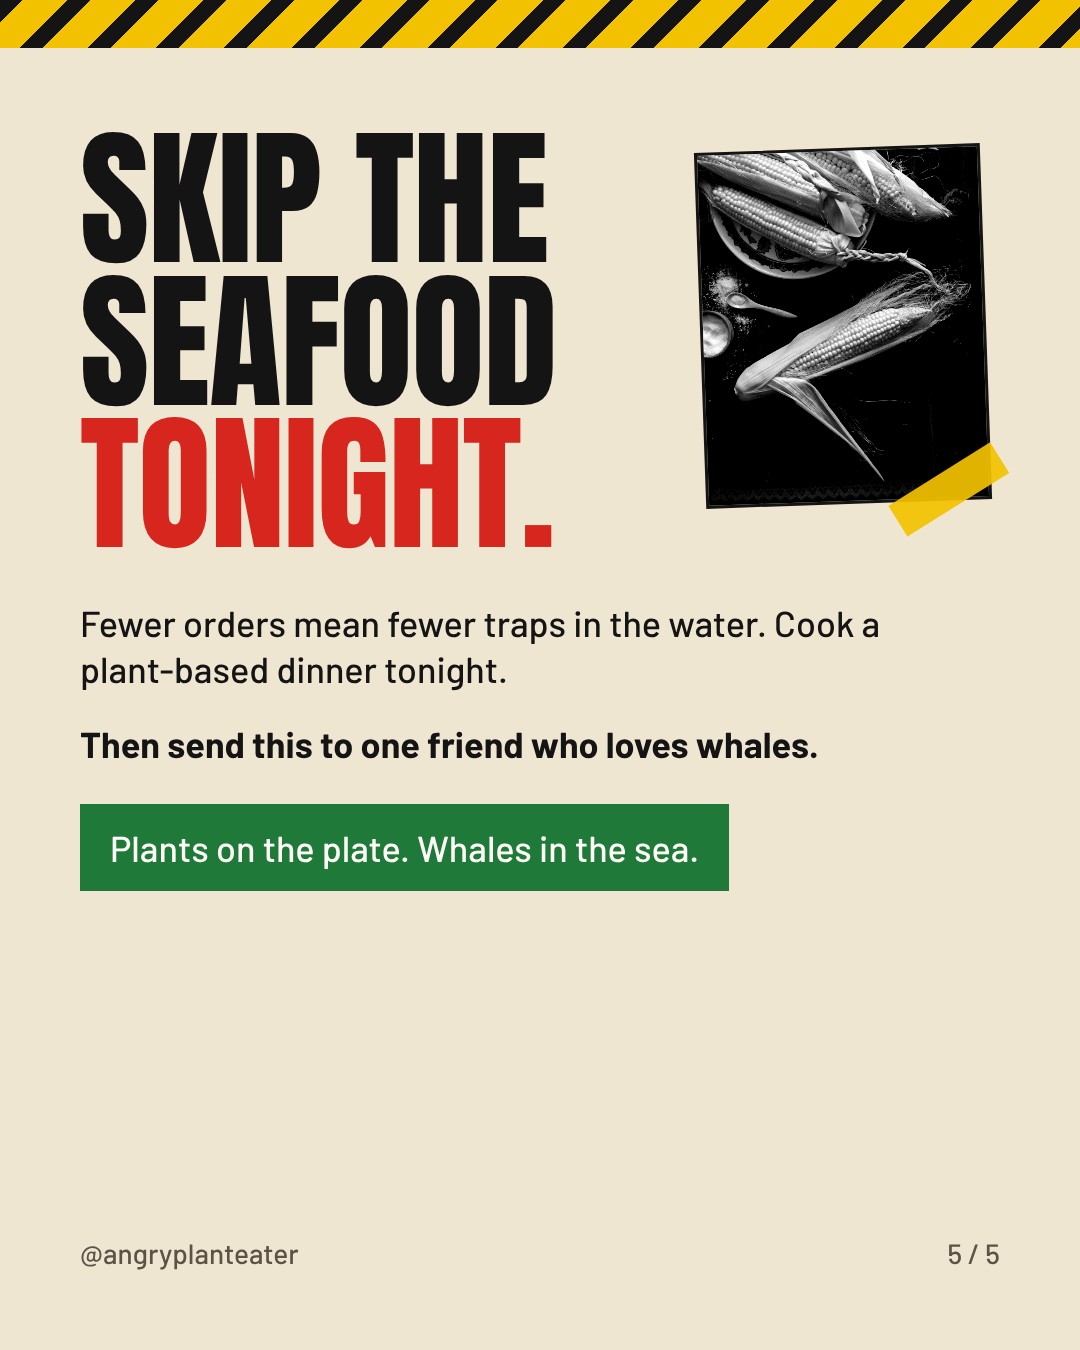 SKIP THE
SEAFOOD
TONIGHT.
Fewer orders mean fewer traps in the water. Cook a
plant-based dinner tonight.
Then send this to one friend who loves whales.
Plants on the plate. Whales in the sea.
@angryplanteater
5 / 5